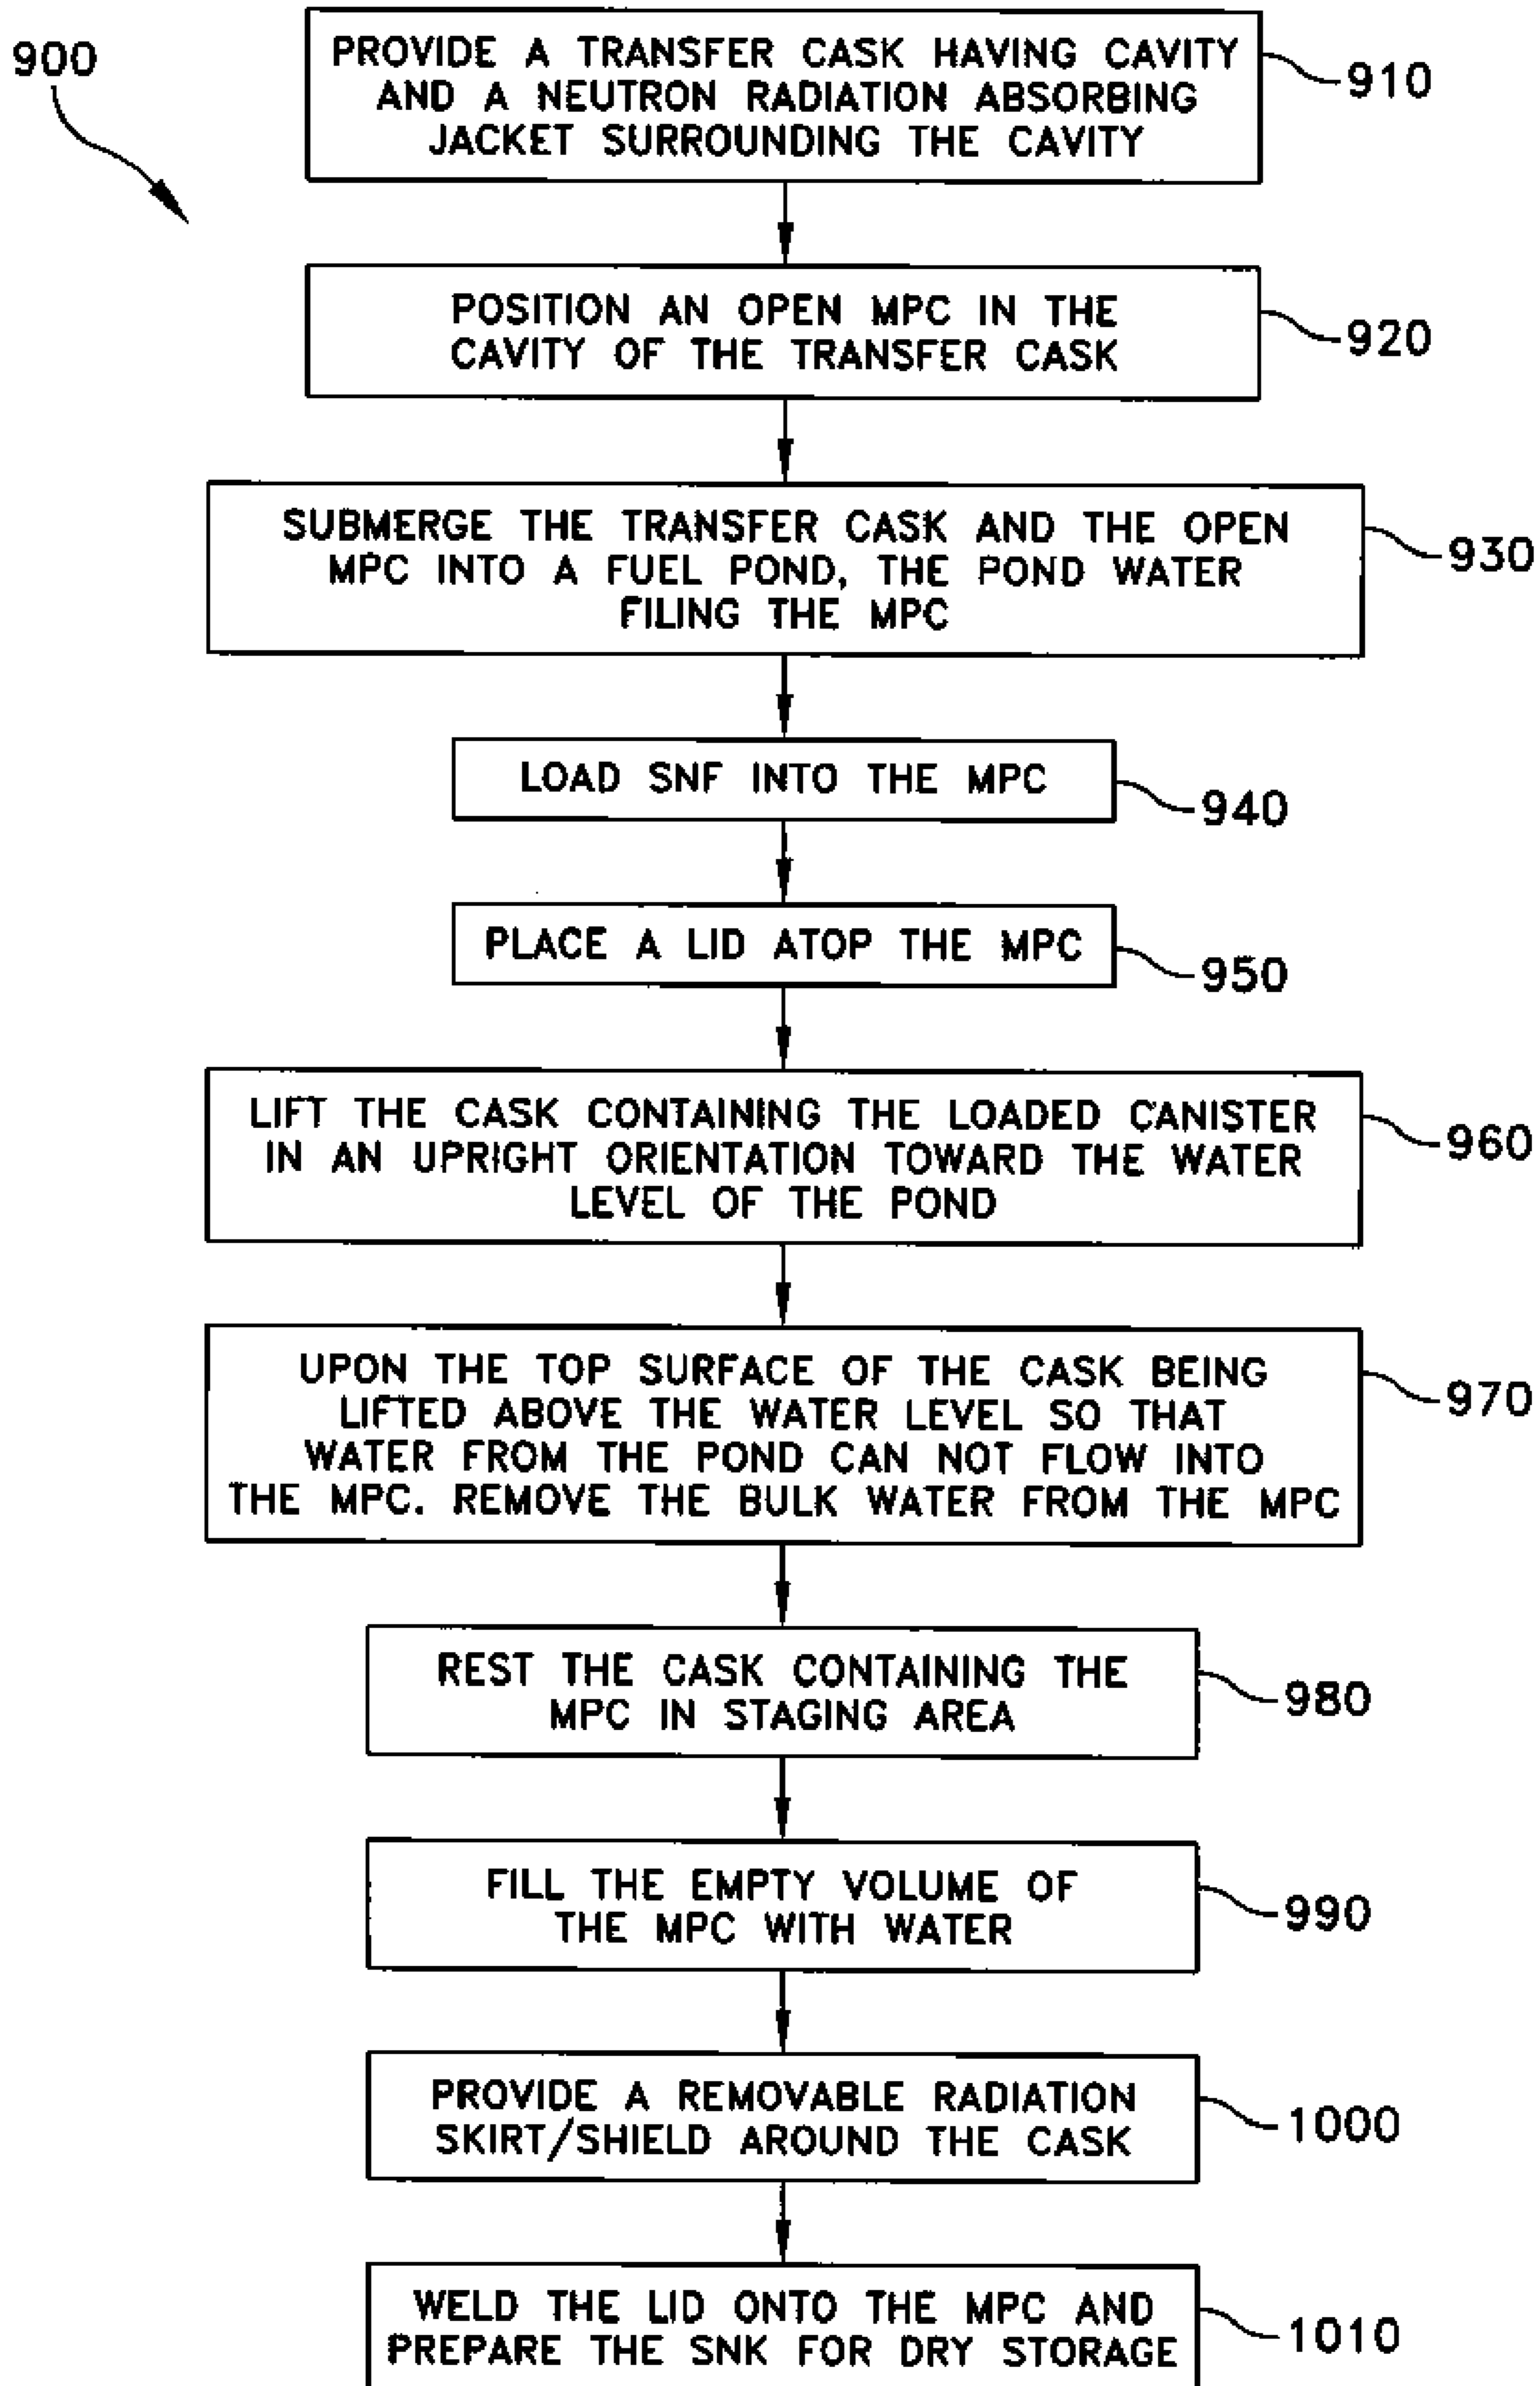 900
PROVIDE A TRANSFER CASK HAVING CAVITY
AND A NEUTRON RADIATION ABSORBING
JACKET SURROUNDING THE CAVITY
910
POSITION AN OPEN MPC IN THE
CAVITY OF THE TRANSFER CASK
920
SUBMERGE THE TRANSFER CASK AND THE OPEN
MPC INTO A FUEL POND, THE POND WATER
FILING THE MPC
930
LOAD SNF INTO THE MPC
940
PLACE A LID ATOP THE MPC
950
LIFT THE CASK CONTAINING THE LOADED CANISTER
IN AN UPRIGHT ORIENTATION TOWARD THE WATER
LEVEL OF THE POND
960
UPON THE TOP SURFACE OF THE CASK BEING
LIFTED ABOVE THE WATER LEVEL SO THAT
WATER FROM THE POND CAN NOT FLOW INTO
THE MPC. REMOVE THE BULK WATER FROM THE MPC
970
REST THE CASK CONTAINING THE
MPC IN STAGING AREA
980
FILL THE EMPTY VOLUME OF
THE MPC WITH WATER
990
PROVIDE A REMOVABLE RADIATION
SKIRT/SHIELD AROUND THE CASK
1000
WELD THE LID ONTO THE MPC AND
PREPARE THE SNK FOR DRY STORAGE
1010